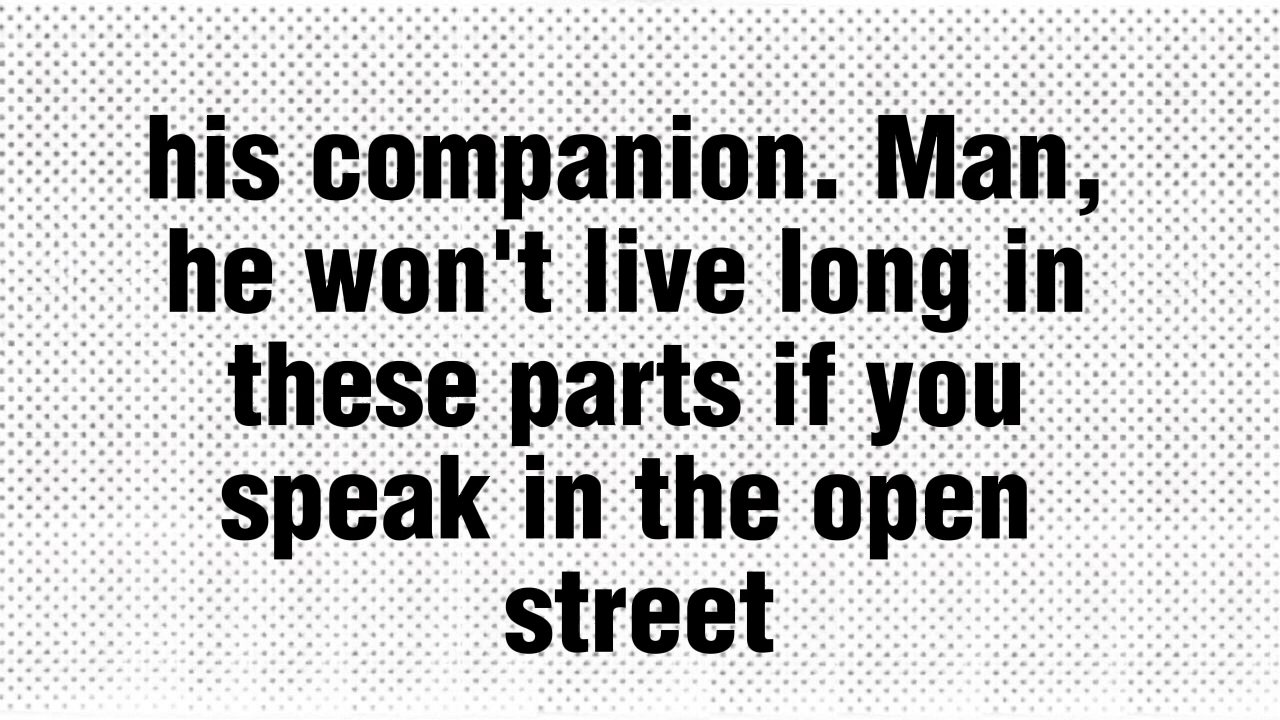 his companion. Man,
he won't live long in
these parts if you
speak in the open
street